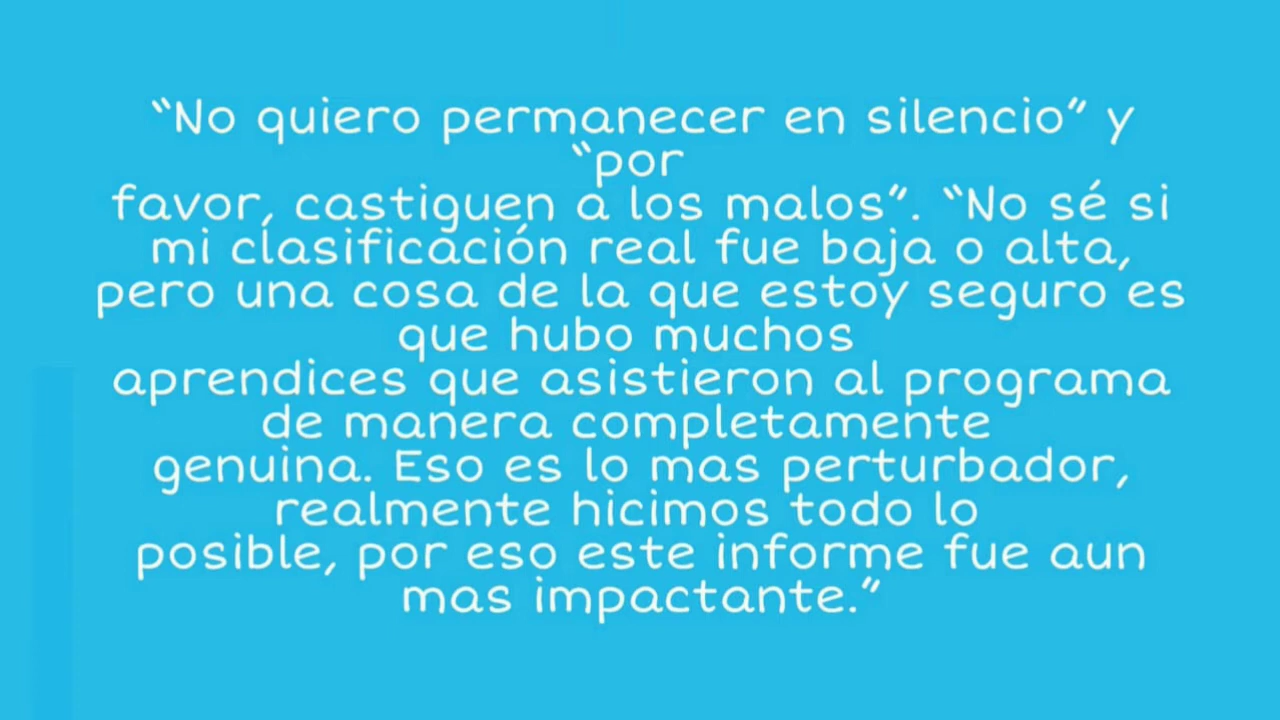 “No quiero permanecer en silencio” y
“por
favor, castiguen a los malos”. “No sé si
mi clasificación real fue baja o alta,
pero una cosa de la que estoy seguro es
que hubo muchos
aprendices que asistieron al programa
de manera completamente
genuina. Eso es lo mas perturbador,
realmente hicimos todo lo
posible, por eso este informe fue aun
mas impactante.”